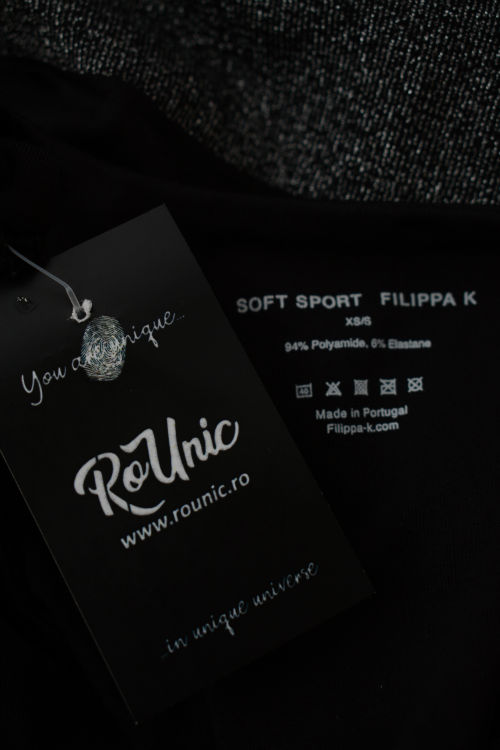 You are unique...
RoUnic
www.rounic.ro
...in unique universe
SOFT SPORT FILIPPA K
XS/S
94% Polyamide, 6% Elastane
40
Made in Portugal
Filippa-k.com